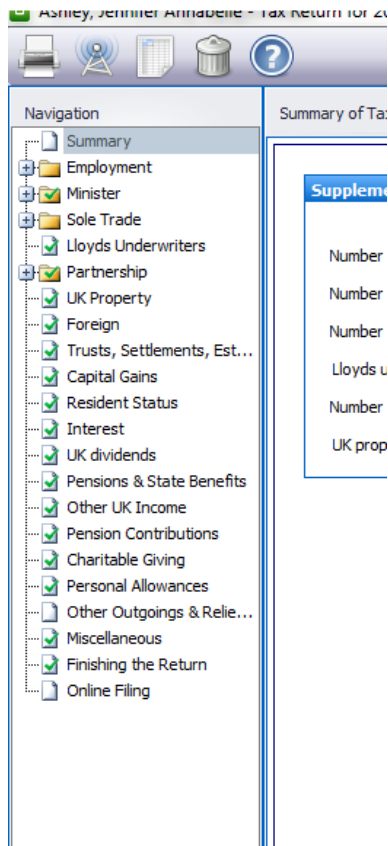 Ashley, Jennifer Annabelle - Tax Return for 20
Navigation
Summary of Ta
Summary
Employment
Minister
Sole Trade
Lloyds Underwriters
Partnership
UK Property
Foreign
Trusts, Settlements, Est...
Capital Gains
Resident Status
Interest
UK dividends
Pensions & State Benefits
Other UK Income
Pension Contributions
Charitable Giving
Personal Allowances
Other Outgoings & Relie...
Miscellaneous
Finishing the Return
Online Filing
Suppleme
Number
Number
Number
Lloyds u
Number
UK prop